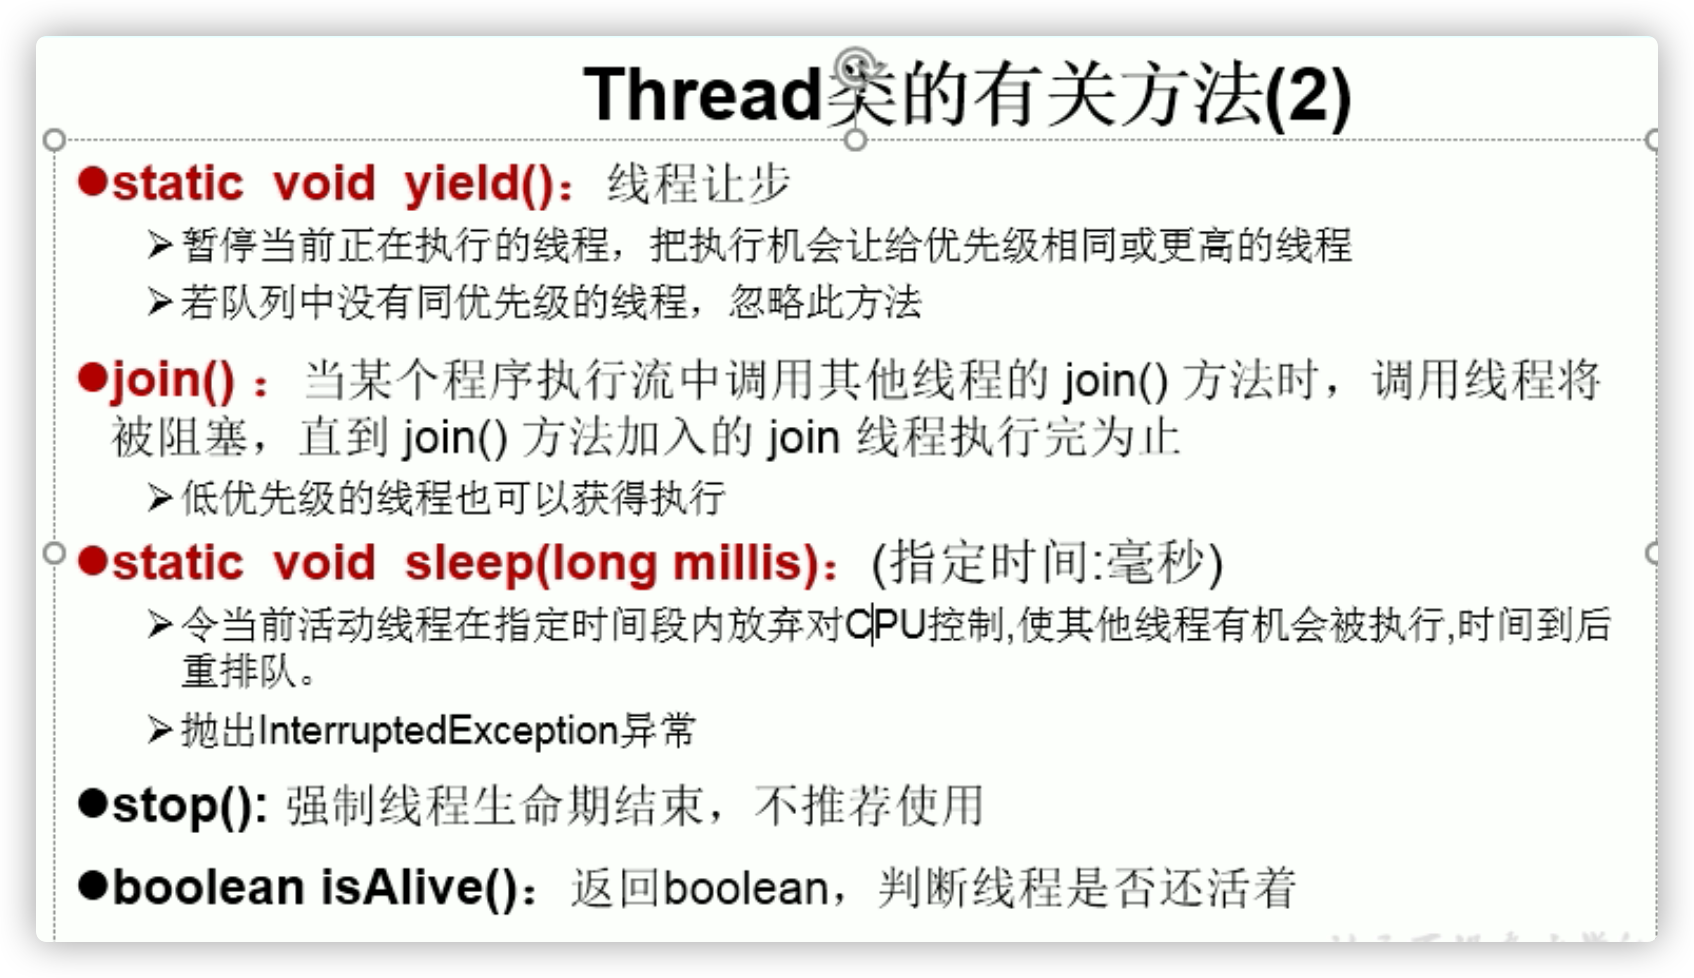 Thread类的有关方法(2)
●static void yield()：线程让步
➢暂停当前正在执行的线程，把执行机会让给优先级相同或更高的线程
➢若队列中没有同优先级的线程，忽略此方法
●join() ：当某个程序执行流中调用其他线程的 join() 方法时，调用线程将
被阻塞，直到 join() 方法加入的 join 线程执行完为止
➢低优先级的线程也可以获得执行
●static void sleep(long millis)：(指定时间:毫秒)
➢令当前活动线程在指定时间段内放弃对CPU控制,使其他线程有机会被执行,时间到后
重排队。
➢抛出InterruptedException异常
●stop(): 强制线程生命期结束，不推荐使用
●boolean isAlive()：返回boolean，判断线程是否还活着